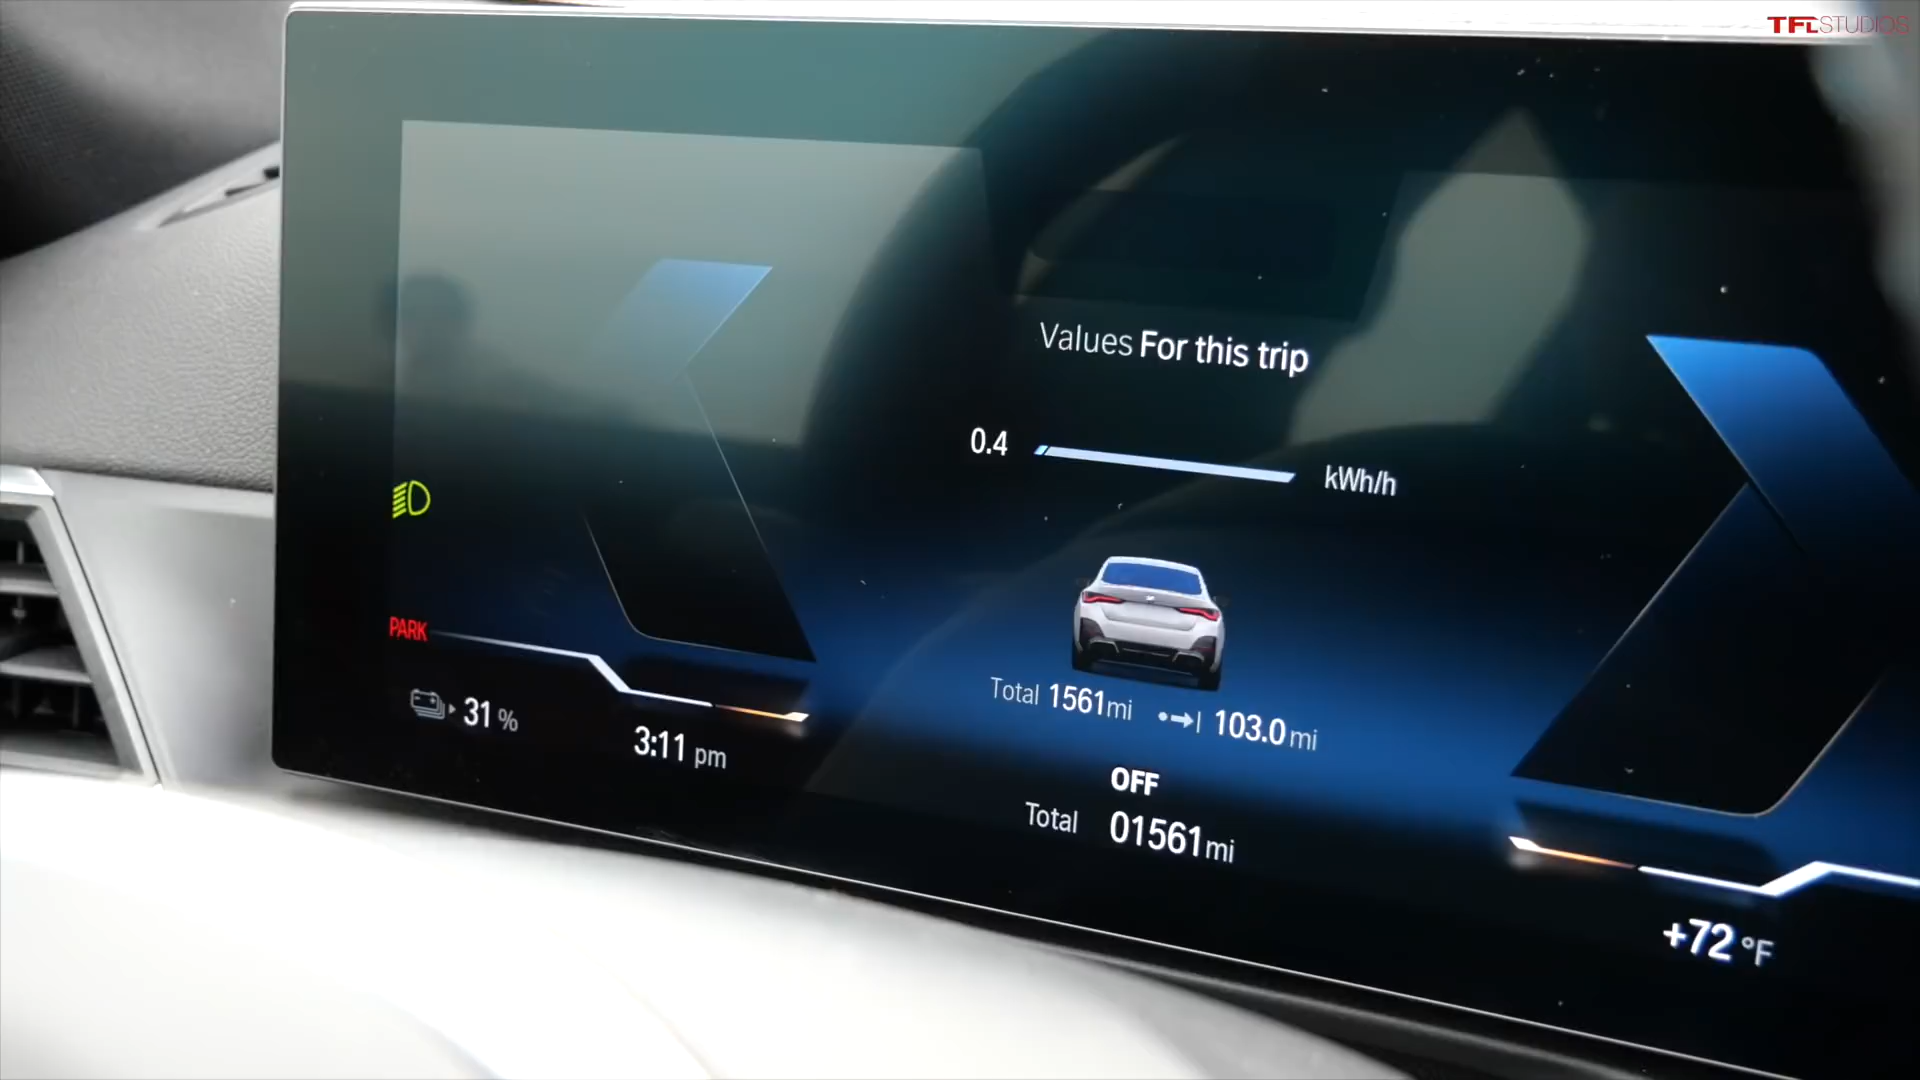 TFLSTUDIOS
Values For this trip
0.4 kWh/h
PARK
31 %
3:11 pm
Total 1561 mi 103.0 mi
OFF
Total 01561 mi
+72 °F